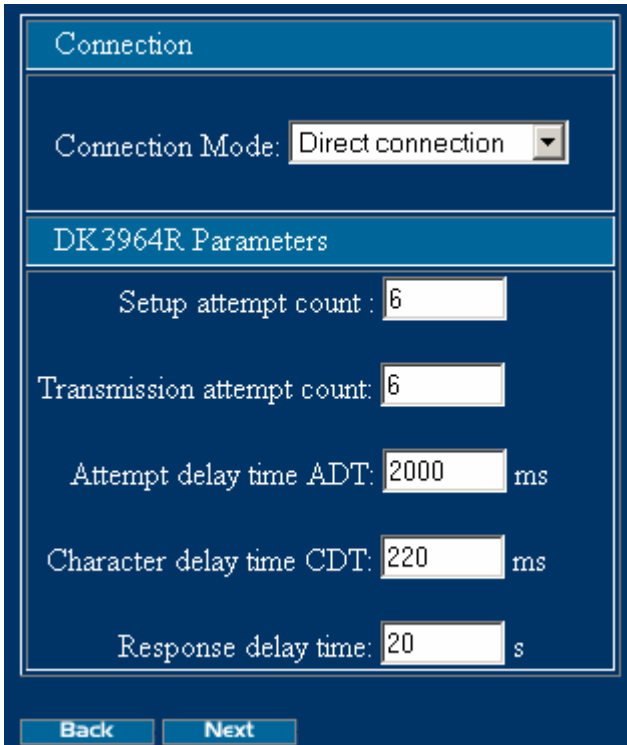 Connection
Connection Mode: Direct connection
DK3964R Parameters
Setup attempt count : 6
Transmission attempt count: 6
Attempt delay time ADT: 2000 ms
Character delay time CDT: 220 ms
Response delay time: 20 s
Back Next